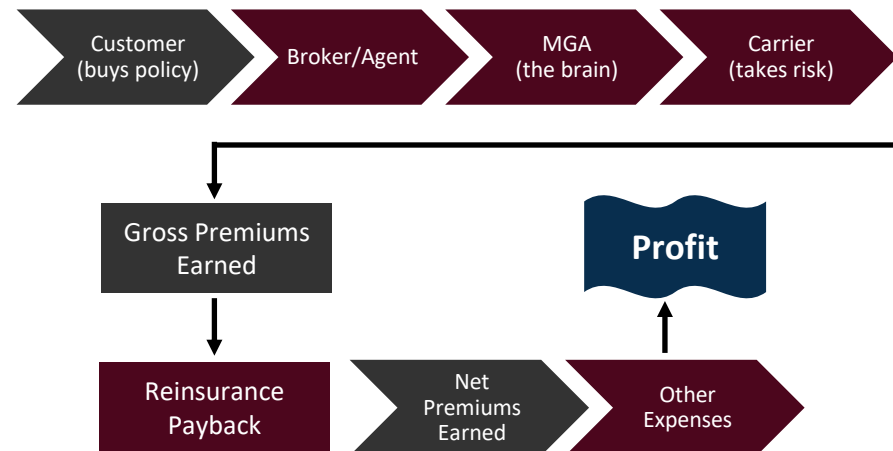 Customer
(buys policy)
Broker/Agent
MGA
(the brain)
Carrier
(takes risk)
Gross Premiums
Earned
Profit
Reinsurance
Payback
Net
Premiums
Earned
Other
Expenses